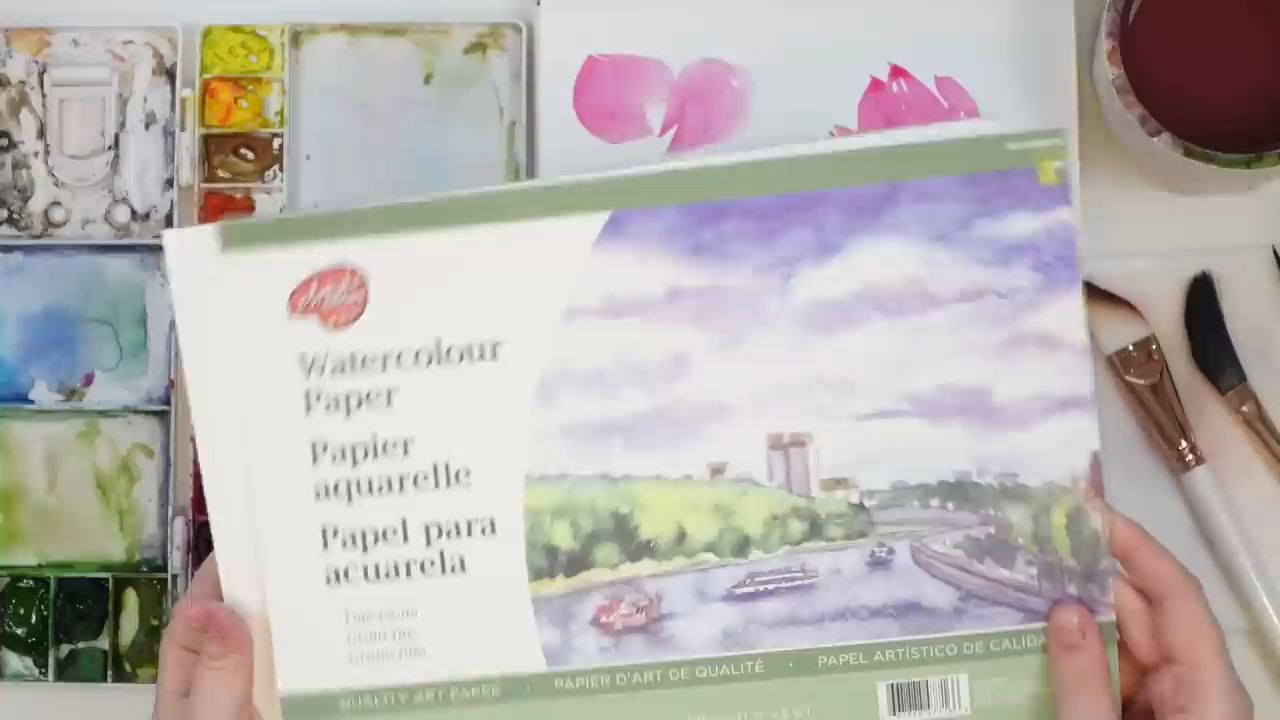 Watercolour
Paper
Papier
aquarelle
Papel para
acuarela
QUALITY ART PAPER • PAPIER D'ART DE QUALITÉ • PAPEL ARTÍSTICO DE CALIDA